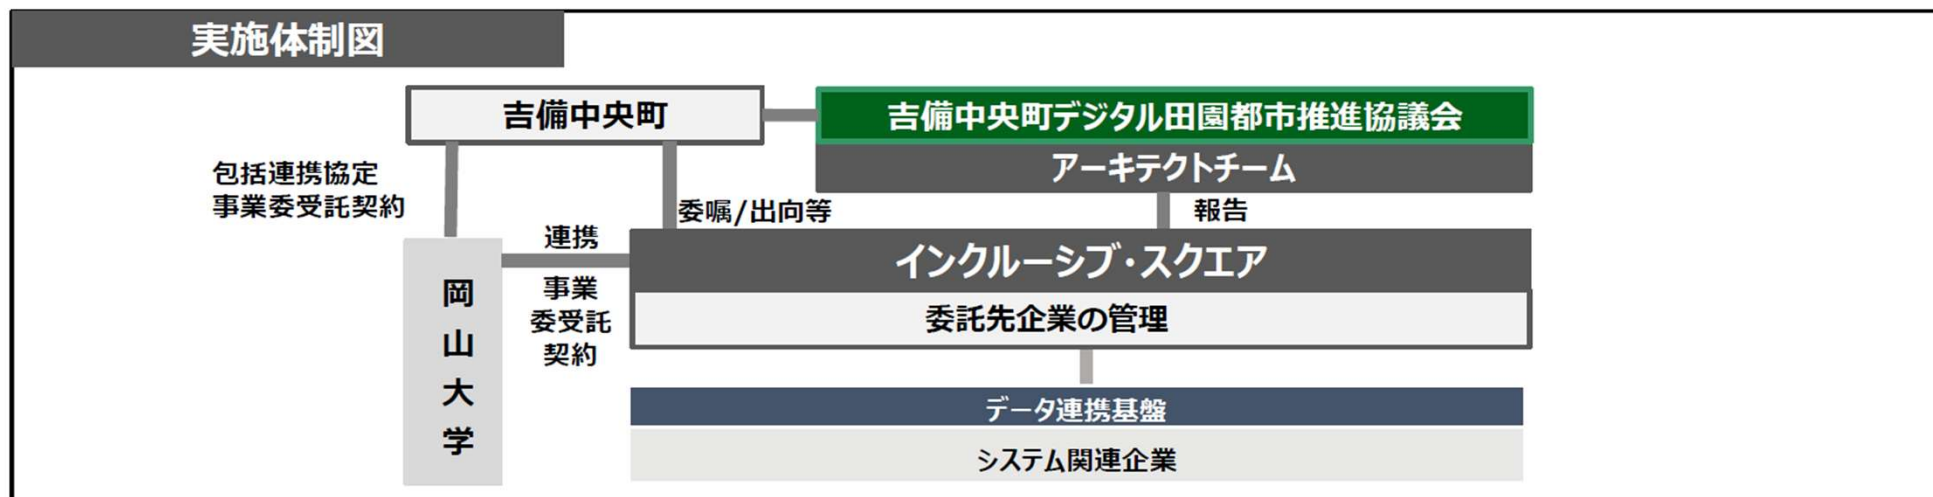 実施体制図
吉備中央町
吉備中央町デジタル田園都市推進協議会
アーキテクトチーム
包括連携協定
事業委受託契約
委嘱/出向等
報告
連携
事業
委受託
契約
インクルーシブ・スクエア
委託先企業の管理
岡山大学
データ連携基盤
システム関連企業